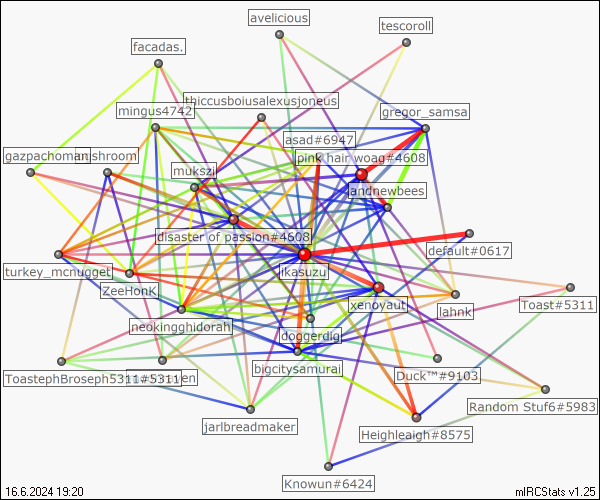 avelicious
tescoroll
facadas.
thiccusboiusalexusjoneus
mingus4742
gregor_samsa
asad#6947
gazpachoman
njshroom
pink hair woag#4608
mukszi
landnewbees
disaster of passion#4608
default#0617
turkey_mcnugget
ikasuzu
ZeeHonK
xenoyaut
Toast#5311
neokingghidorah
lahnk
doggerdig
bigcitysamurai
ToastephBroseph5311#5311
en
Duck™#9103
Random Stuf6#5983
jarlbreadmaker
Heighleaigh#8575
Knowun#6424
16.6.2024 19:20
mIRCStats v1.25